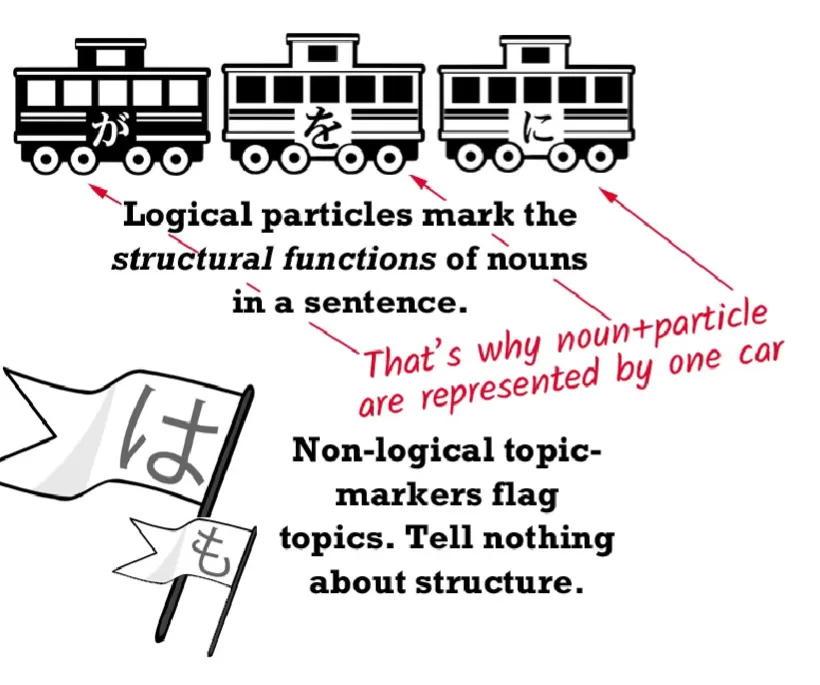 が
を
に
Logical particles mark the
structural functions of nouns
in a sentence.
That's why noun+particle
are represented by one car
は
も
Non-logical topic-
markers flag
topics. Tell nothing
about structure.